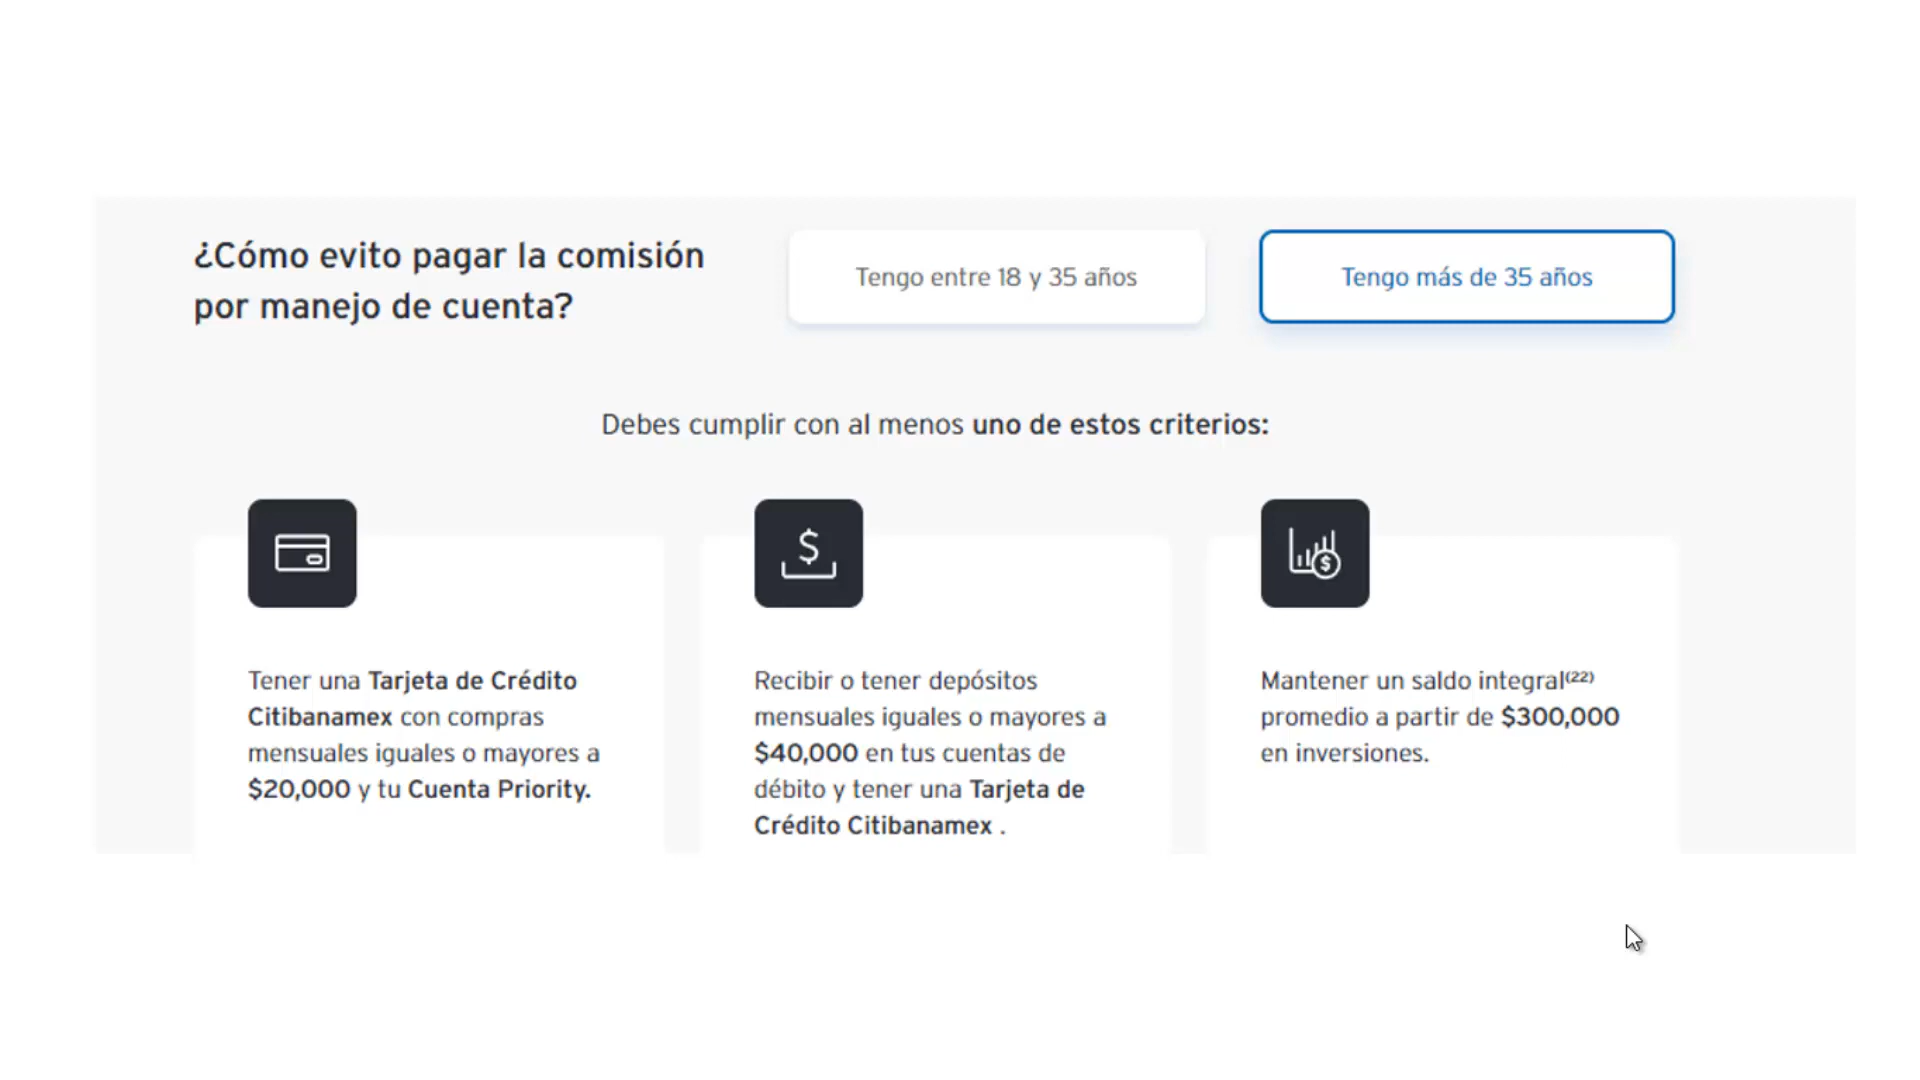 ¿Cómo evito pagar la comisión
por manejo de cuenta?
Tengo entre 18 y 35 años
Tengo más de 35 años
Debes cumplir con al menos uno de estos criterios:
Tener una Tarjeta de Crédito
Citibanamex con compras
mensuales iguales o mayores a
$20,000 y tu Cuenta Priority.
Recibir o tener depósitos
mensuales iguales o mayores a
$40,000 en tus cuentas de
débito y tener una Tarjeta de
Crédito Citibanamex .
Mantener un saldo integral(22)
promedio a partir de $300,000
en inversiones.